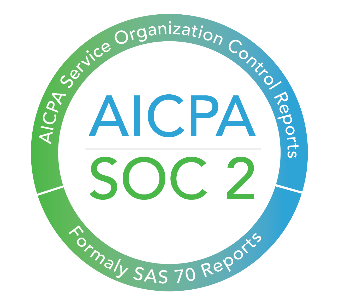 AICPA Service Organization Control Reports
AICPA
SOC 2
Formaly SAS 70 Reports